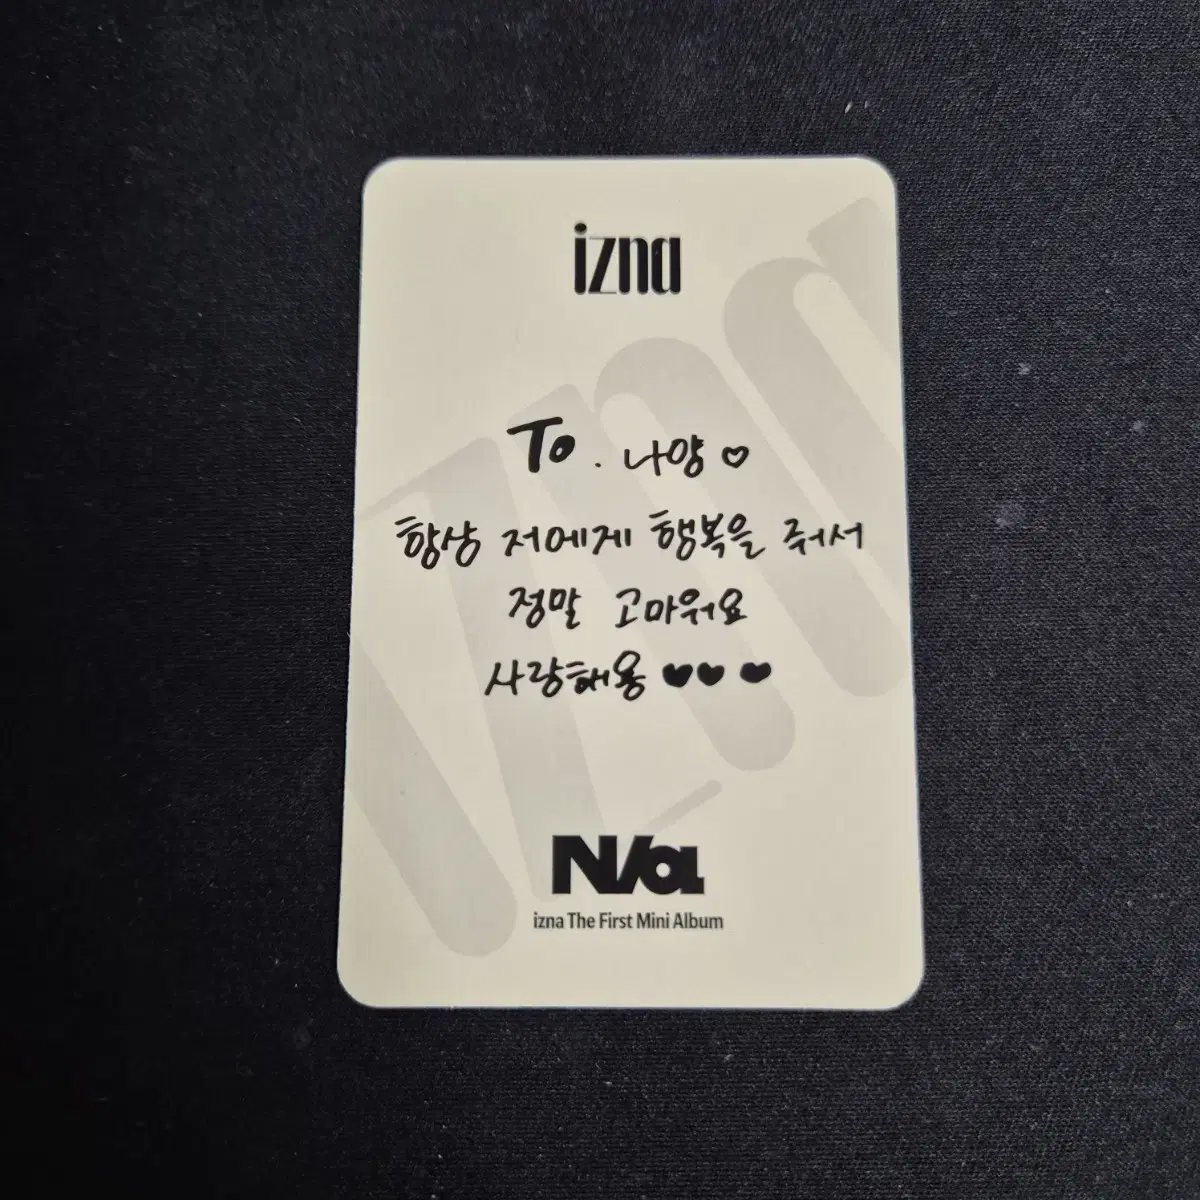 izna
To. 나양♡
항상 저에게 행복을 줘서
정말 고마워요
사랑해용 ♥♥ ♥
N/a
izna The First Mini Album